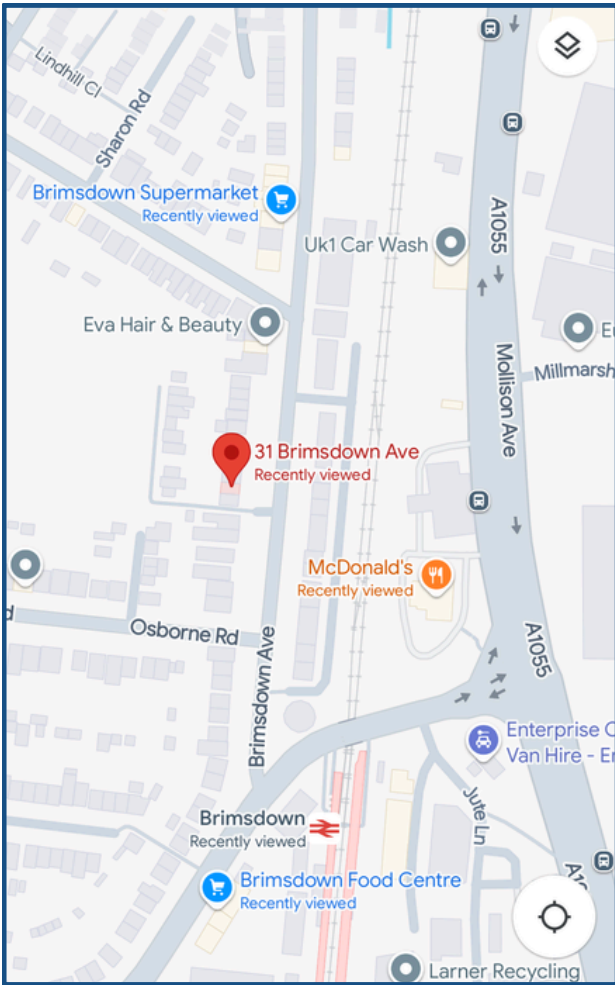 Lindhill Cl
Sharon Rd
Brimsdown Supermarket
Recently viewed
A1055
Uk1 Car Wash
Eva Hair & Beauty
Mollison Ave
Millmarsh
31 Brimsdown Ave
Recently viewed
McDonald's
Recently viewed
Osborne Rd
A1055
Brimsdown Ave
Enterprise C
Van Hire - En
Jute Ln
Brimsdown
Recently viewed
Brimsdown Food Centre
Recently viewed
Larner Recycling